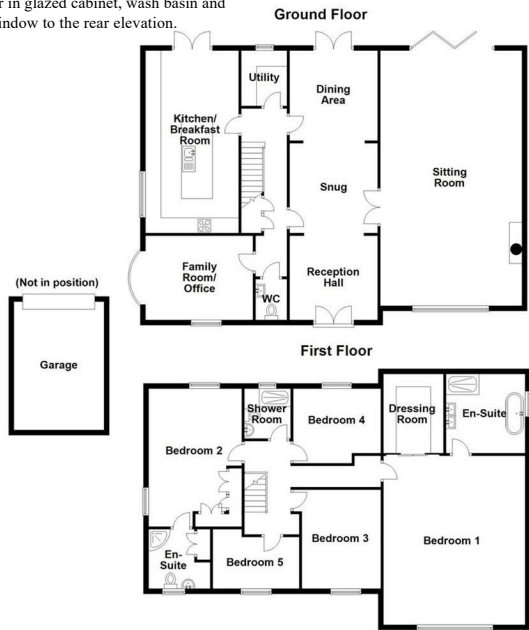 r in glazed cabinet, wash basin and
indow to the rear elevation.
Ground Floor
Utility
Dining
Area
Kitchen/
Breakfast
Room
Sitting
Room
Snug
Family
Room/
Office
Reception
Hall
WC
(Not in position)
Garage
First Floor
Shower
Room
Bedroom 4
Dressing
Room
En-Suite
Bedroom 2
Bedroom 3
Bedroom 1
En-
Suite
Bedroom 5